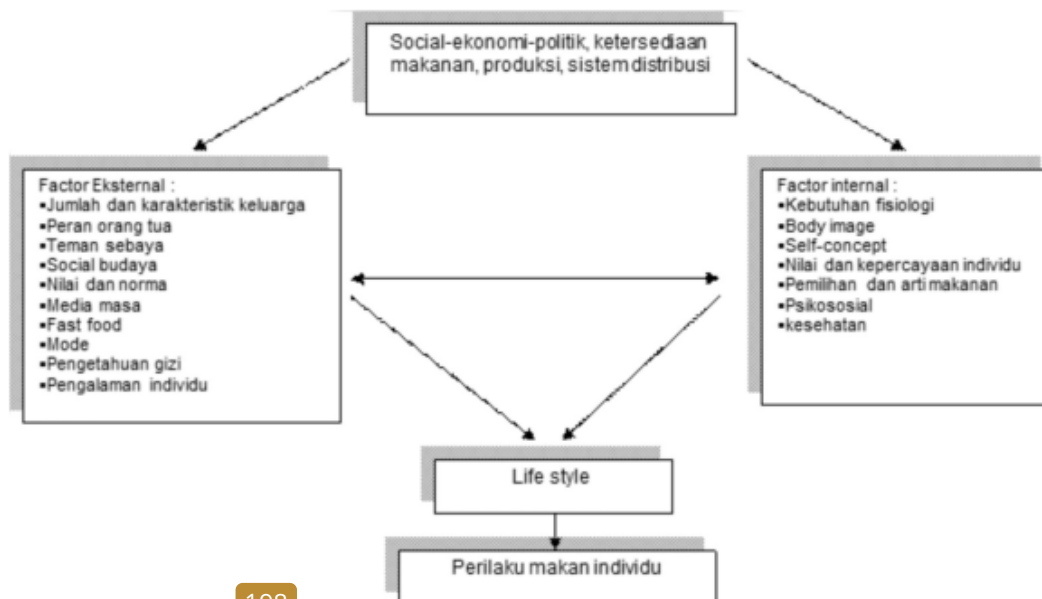 Social-ekonomi-politik, ketersediaan
makanan, produksi, sistem distribusi
Factor Eksternal :
▪Jumlah dan karakteristik keluarga
▪Peran orang tua
▪Teman sebaya
▪Social budaya
▪Nilai dan norma
▪Media masa
▪Fast food
▪Mode
▪Pengetahuan gizi
▪Pengalaman individu
Factor internal :
▪Kebutuhan fisiologi
▪Body image
▪Self-concept
▪Nilai dan kepercayaan individu
▪Pemilihan dan arti makanan
▪Psikososial
▪kesehatan
Life style
Perilaku makan individu